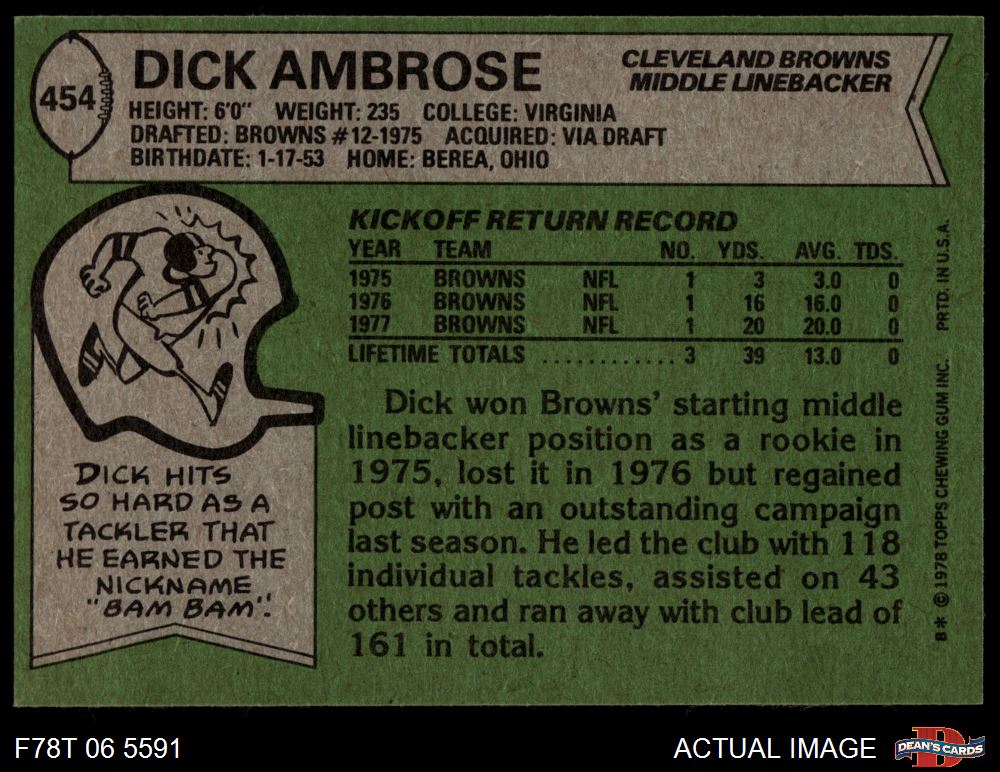 454
DICK AMBROSE
CLEVELAND BROWNS
MIDDLE LINEBACKER
HEIGHT: 6'0" WEIGHT: 235 COLLEGE: VIRGINIA
DRAFTED: BROWNS #12-1975 ACQUIRED: VIA DRAFT
BIRTHDATE: 1-17-53 HOME: BEREA, OHIO
KICKOFF RETURN RECORD
YEAR TEAM NO. YDS. AVG. TDS.
1975 BROWNS NFL 1 3 3.0 0
1976 BROWNS NFL 1 16 16.0 0
1977 BROWNS NFL 1 20 20.0 0
LIFETIME TOTALS ............ 3 39 13.0 0
Dick won Browns' starting middle
linebacker position as a rookie in
1975, lost it in 1976 but regained
post with an outstanding campaign
last season. He led the club with 118
individual tackles, assisted on 43
others and ran away with club lead of
161 in total.
DICK HITS
SO HARD AS A
TACKLER THAT
HE EARNED THE
NICKNAME
"BAM BAM"!
B* © 1978 TOPPS CHEWING GUM INC. PRTD. IN U.S.A.
F78T 06 5591
ACTUAL IMAGE
D
DEAN'S CARDS